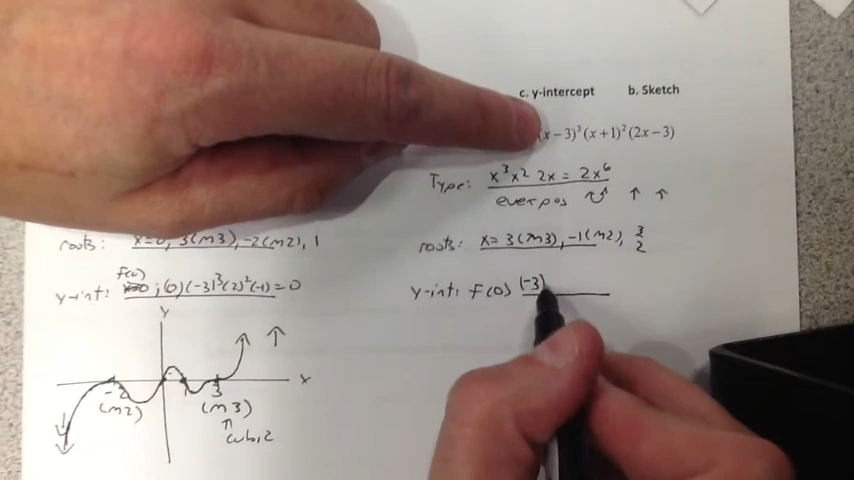 c. y-intercept b. Sketch
(x − 3)³(x + 1)²(2x − 3)
Type: x³x² 2x = 2x⁶
even pos ↑ ↑
roots: x=0, 3(m3), -2(m2), 1
roots: x= 3(m3), -1(m2), 3/2
f(0)
y-int: x=0; (0)(-3)³(2)²(-1)=0
y-int: f(0) (-3)
Y
x
-2 1 3
(m2) (m3)
↑
cubic